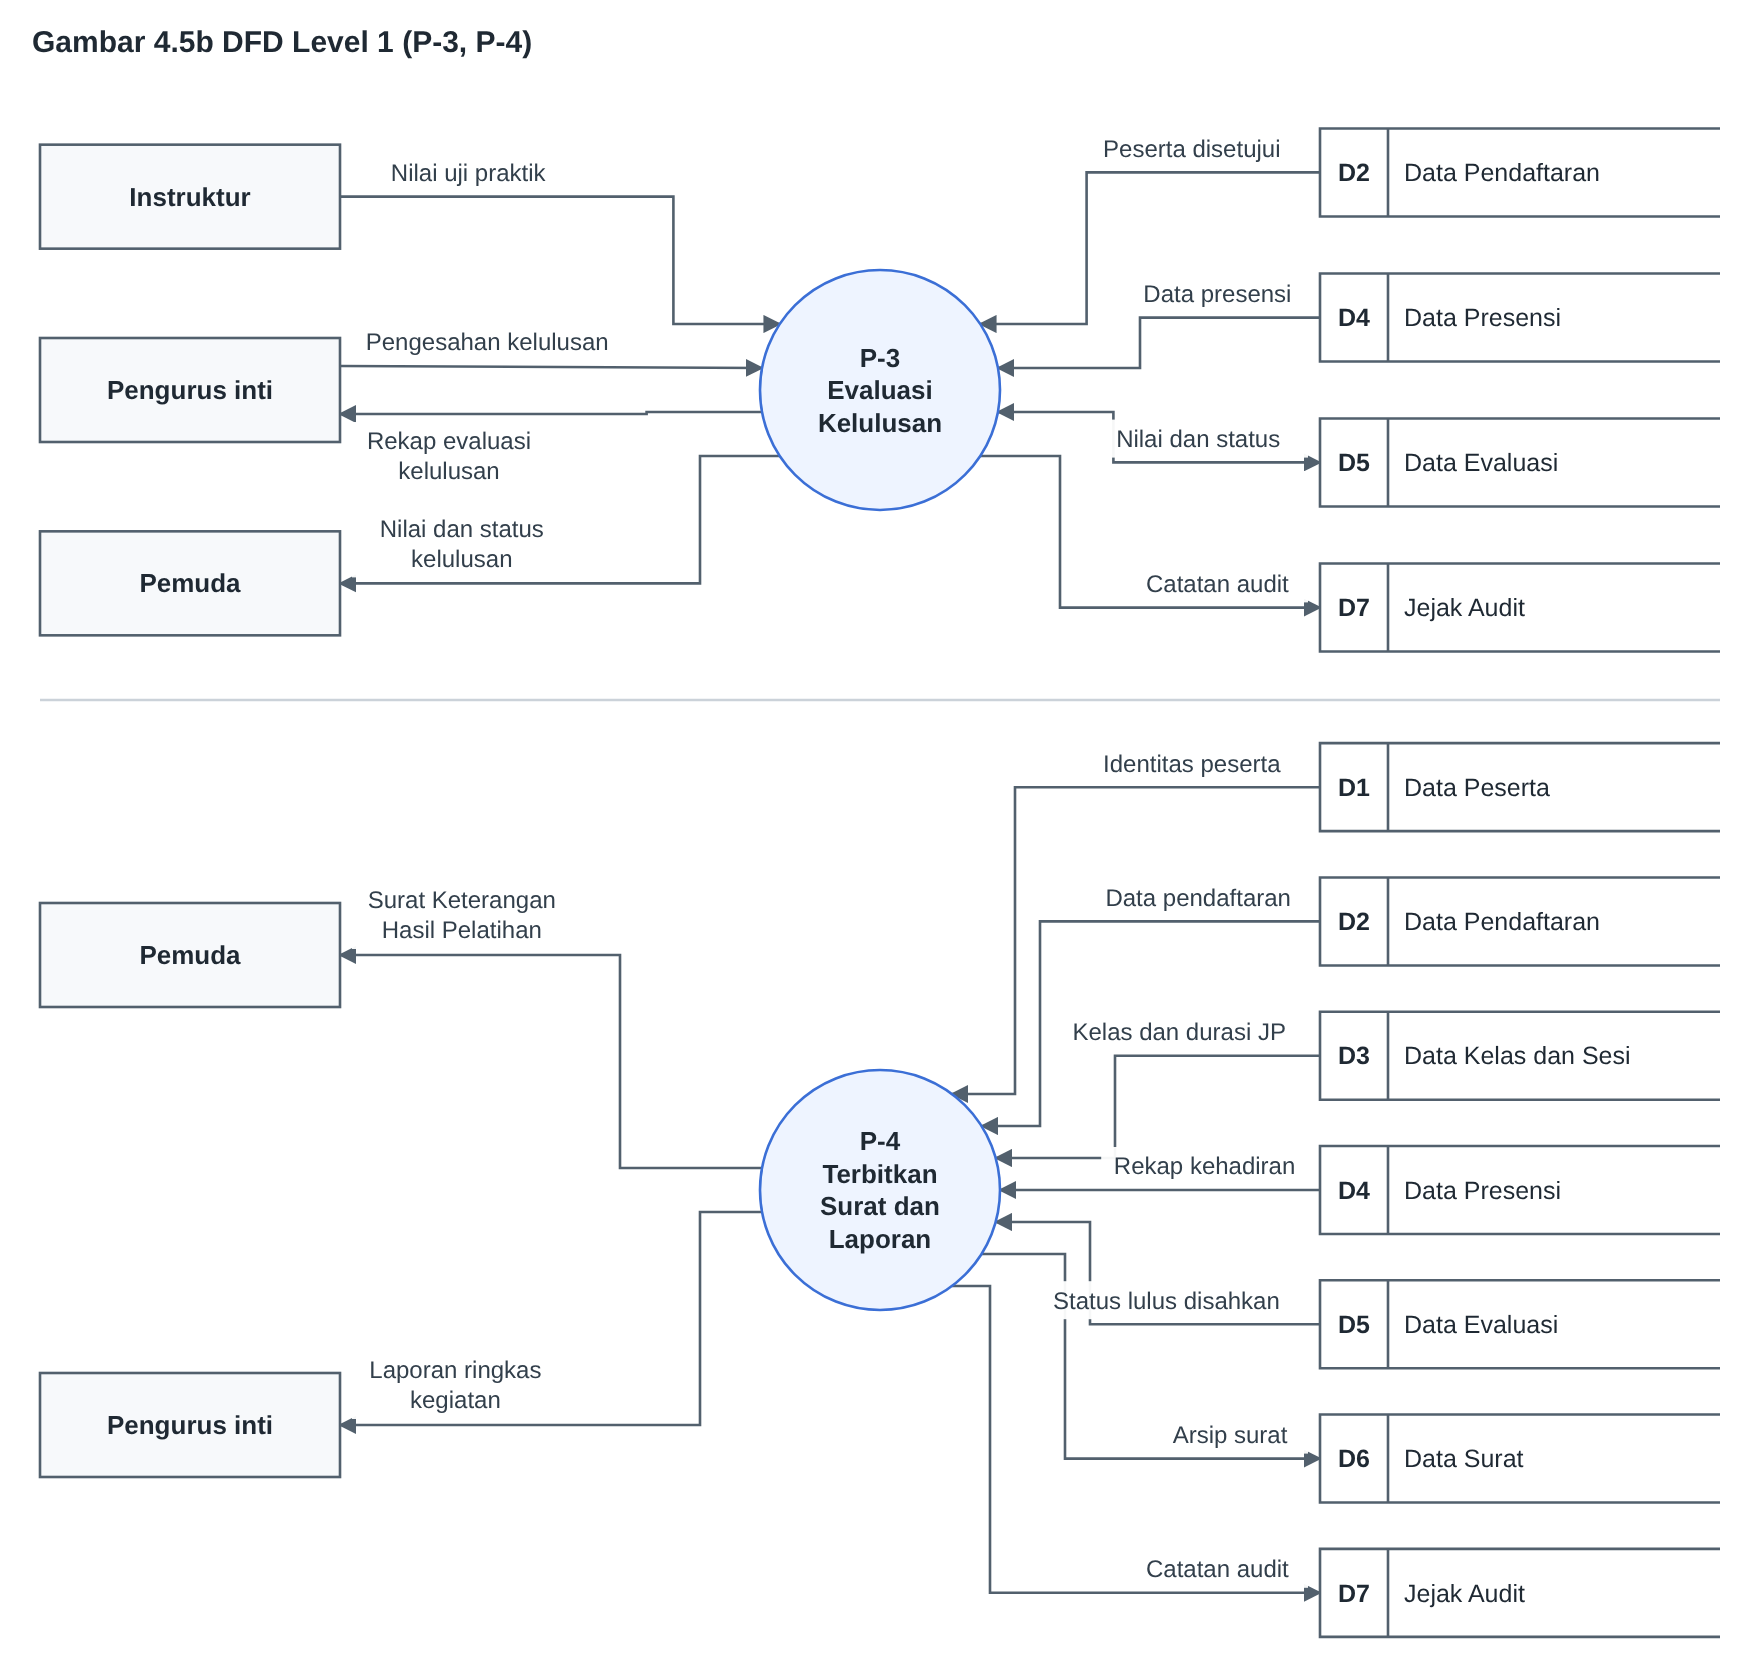 Gambar 4.5b DFD Level 1 (P-3, P-4)
Instruktur
Nilai uji praktik
Pengurus inti
Pengesahan kelulusan
Rekap evaluasi
kelulusan
Pemuda
Nilai dan status
kelulusan
P-3
Evaluasi
Kelulusan
Peserta disetujui
D2 Data Pendaftaran
Data presensi
D4 Data Presensi
Nilai dan status
D5 Data Evaluasi
Catatan audit
D7 Jejak Audit
Pemuda
Surat Keterangan
Hasil Pelatihan
Pengurus inti
Laporan ringkas
kegiatan
P-4
Terbitkan
Surat dan
Laporan
Identitas peserta
D1 Data Peserta
Data pendaftaran
D2 Data Pendaftaran
Kelas dan durasi JP
D3 Data Kelas dan Sesi
Rekap kehadiran
D4 Data Presensi
Status lulus disahkan
D5 Data Evaluasi
Arsip surat
D6 Data Surat
Catatan audit
D7 Jejak Audit